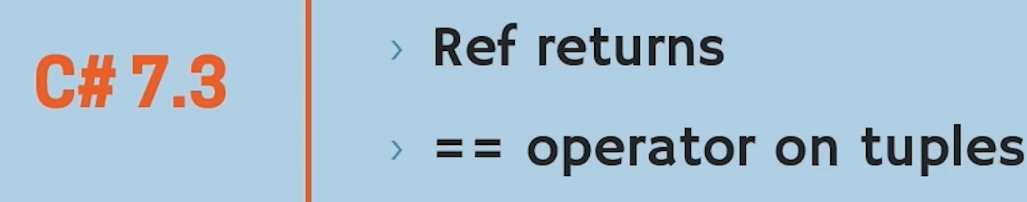 C# 7.3
› Ref returns
› == operator on tuples